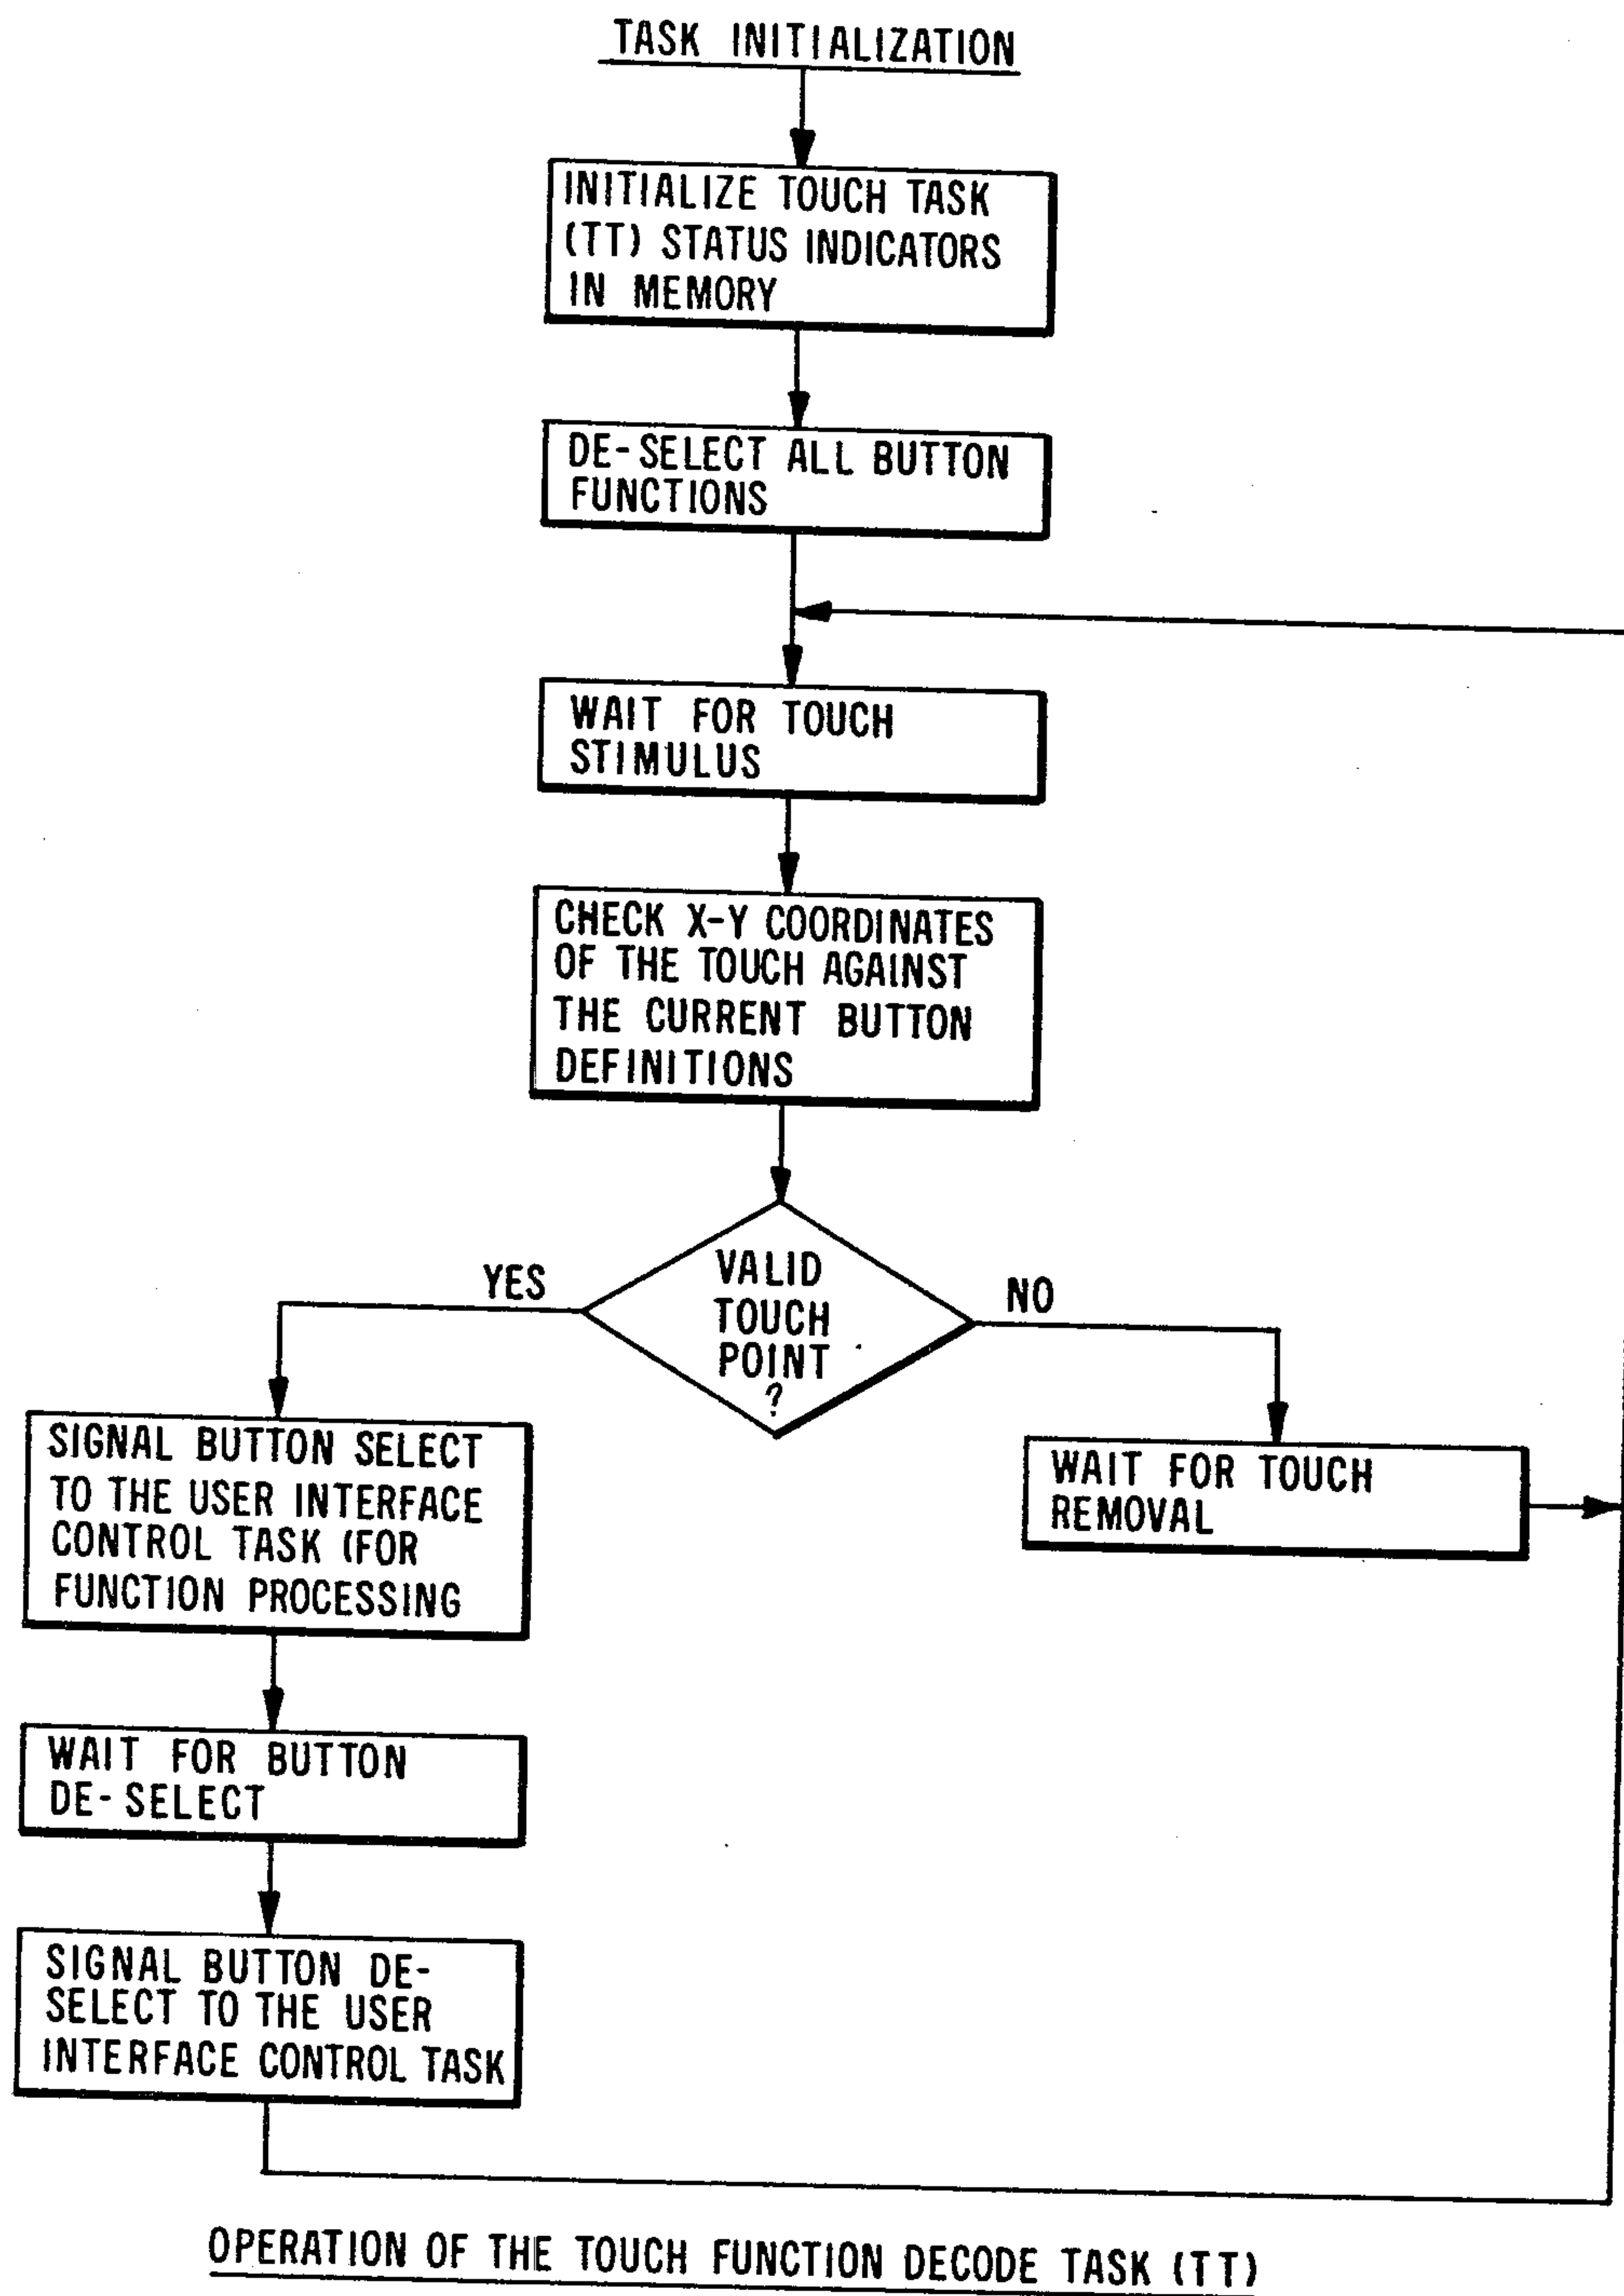 TASK INITIALIZATION
INITIALIZE TOUCH TASK
(TT) STATUS INDICATORS
IN MEMORY
DE-SELECT ALL BUTTON
FUNCTIONS
WAIT FOR TOUCH
STIMULUS
CHECK X-Y COORDINATES
OF THE TOUCH AGAINST
THE CURRENT BUTTON
DEFINITIONS
VALID
TOUCH
POINT
?
YES
NO
SIGNAL BUTTON SELECT
TO THE USER INTERFACE
CONTROL TASK (FOR
FUNCTION PROCESSING
WAIT FOR TOUCH
REMOVAL
WAIT FOR BUTTON
DE-SELECT
SIGNAL BUTTON DE-
SELECT TO THE USER
INTERFACE CONTROL TASK
OPERATION OF THE TOUCH FUNCTION DECODE TASK (TT)